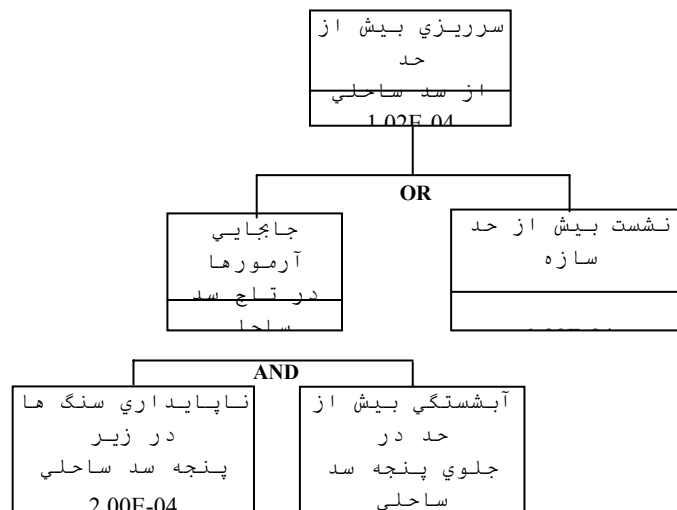 سرريزي بيش از
حد
از سد ساحلي
1.02E-04
OR
جابجايي
آرمورها
در تاج سد
نشست بيش از حد
سازه
AND
ناپايداري سنگ ها
در زير
پنجه سد ساحلي
2.00E-04
آبشستگي بيش از
حد در
جلوي پنجه سد
ساحلي